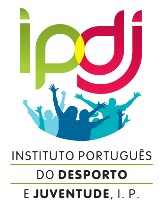 ipdj
INSTITUTO PORTUGUÊS
DO DESPORTO
E JUVENTUDE, I. P.